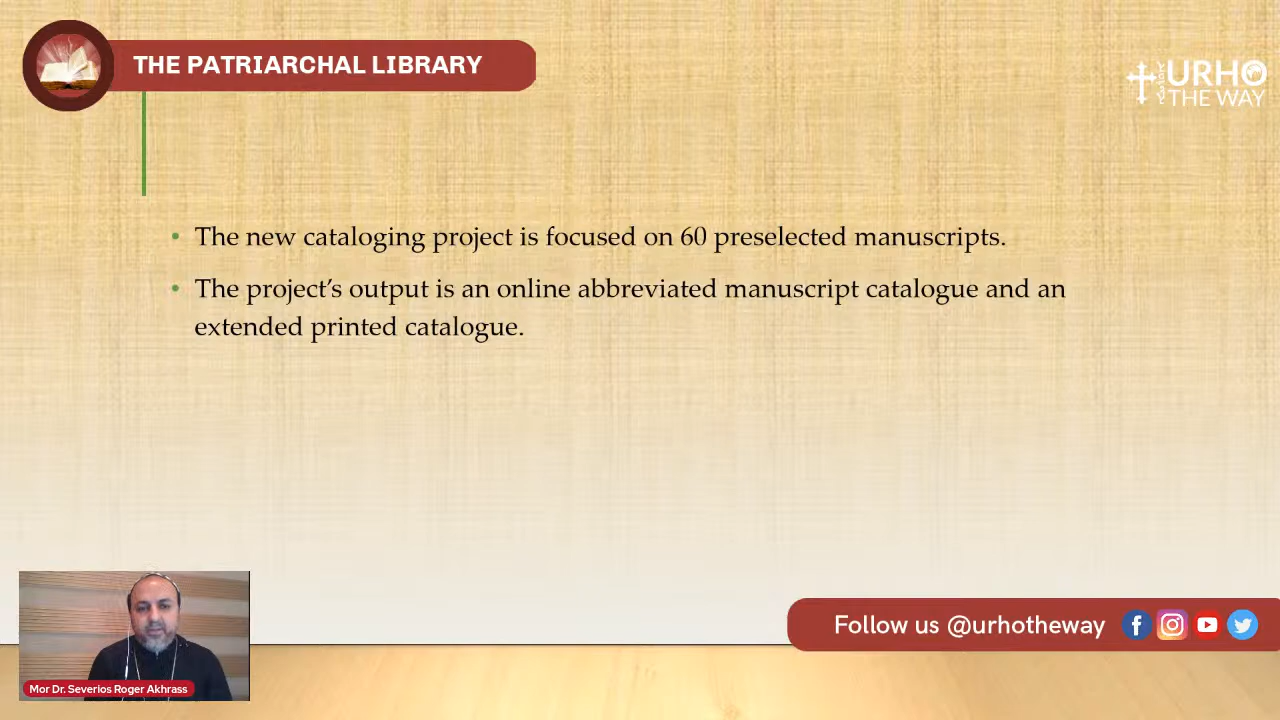 THE PATRIARCHAL LIBRARY
URHO
THE WAY
• The new cataloging project is focused on 60 preselected manuscripts.
• The project’s output is an online abbreviated manuscript catalogue and an
extended printed catalogue.
Mor Dr. Severios Roger Akhrass
Follow us @urhotheway